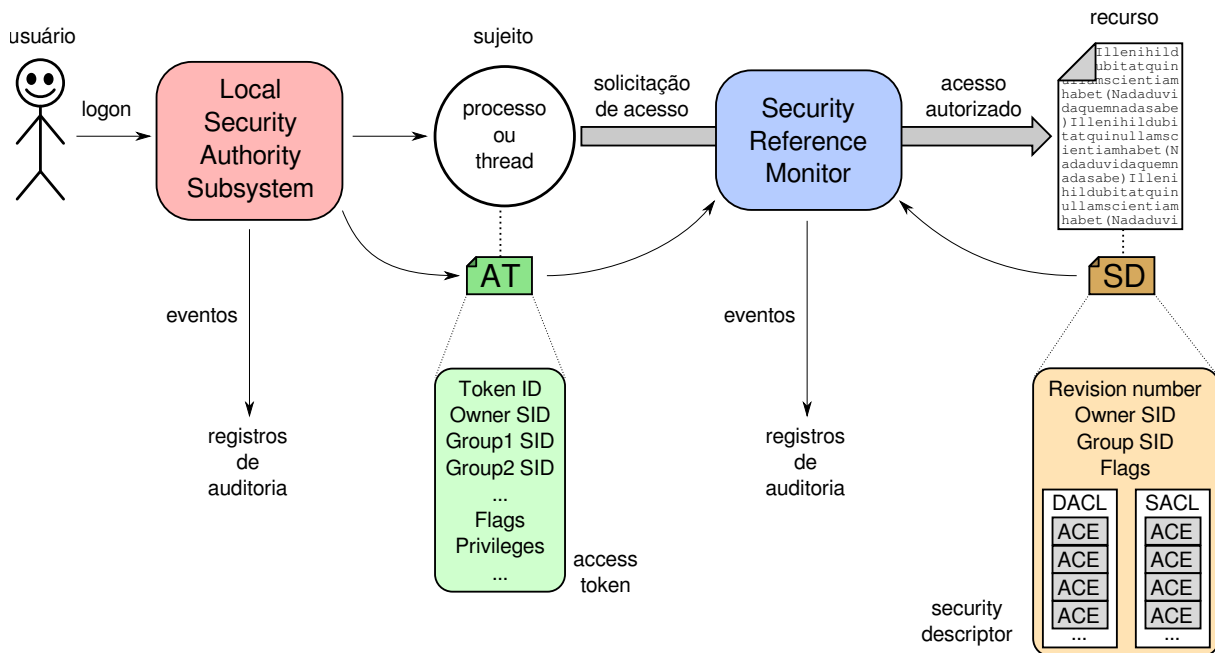 usuário
logon
Local
Security
Authority
Subsystem
sujeito
processo
ou
thread
solicitação
de acesso
Security
Reference
Monitor
acesso
autorizado
recurso
Illenihild
ubitatquin
ullamscientiam
habet(Nadaduvi
daquemnadasabe
)Illenihildubi
tatquinullamsc
ientiamhabet(N
adaduvidaquemn
adasabe)Illeni
hildubitatquin
ullamscientiam
habet(Nadaduvi
AT
SD
eventos
registros
de
auditoria
Token ID
Owner SID
Group1 SID
Group2 SID
...
Flags
Privileges
...
access
token
eventos
registros
de
auditoria
Revision number
Owner SID
Group SID
Flags
DACL
ACE
ACE
ACE
ACE
...
SACL
ACE
ACE
ACE
ACE
...
security
descriptor